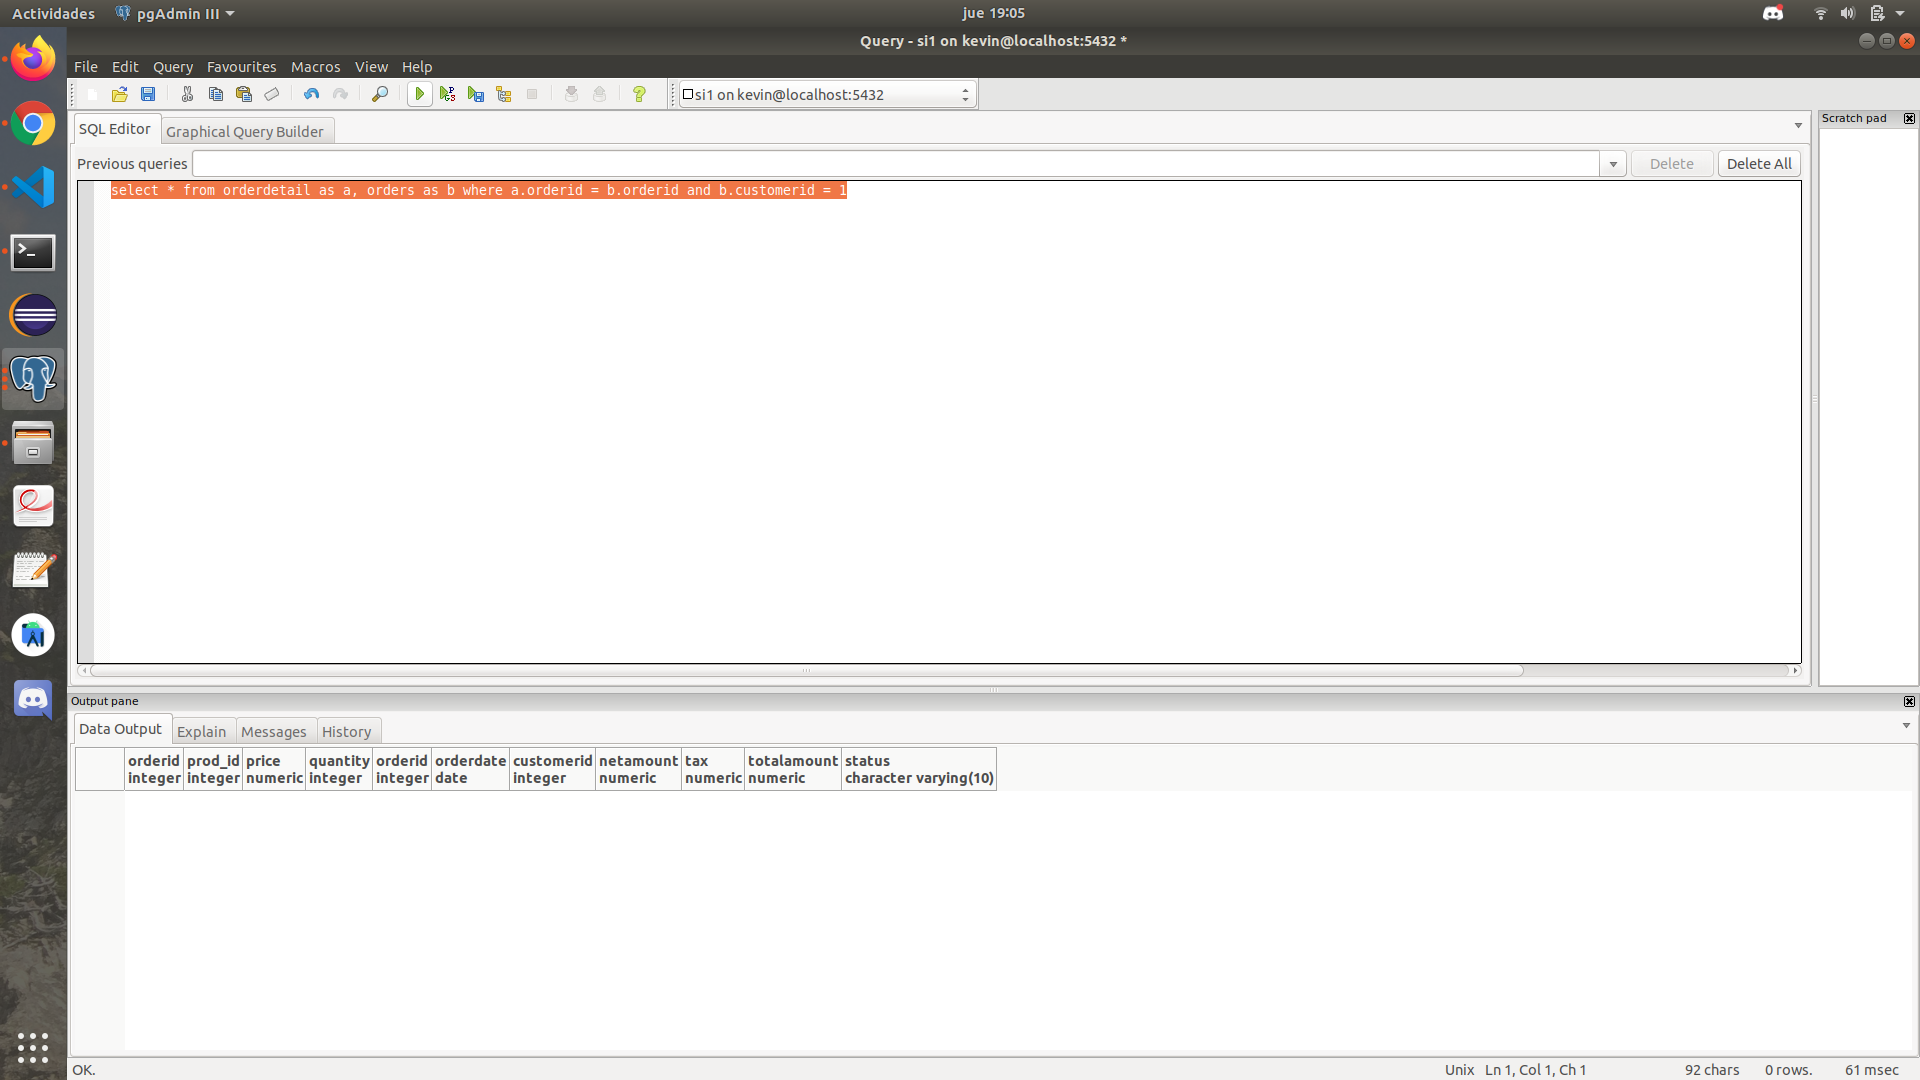 Actividades pgAdmin III jue 19:05
Query - si1 on kevin@localhost:5432 *
File Edit Query Favourites Macros View Help
si1 on kevin@localhost:5432
SQL Editor Graphical Query Builder Scratch pad
Previous queries Delete Delete All
select * from orderdetail as a, orders as b where a.orderid = b.orderid and b.customerid = 1
Output pane
Data Output Explain Messages History
orderid prod_id price quantity orderid orderdate customerid netamount tax totalamount status
integer integer numeric integer integer date integer numeric numeric numeric character varying(10)
OK. Unix Ln 1, Col 1, Ch 1 92 chars 0 rows. 61 msec